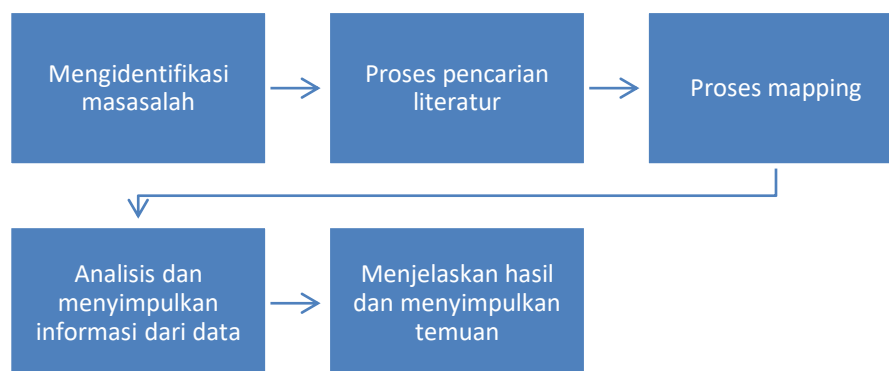 Mengidentifikasi
masasalah
Proses pencarian
literatur
Proses mapping
Analisis dan
menyimpulkan
informasi dari data
Menjelaskan hasil
dan menyimpulkan
temuan